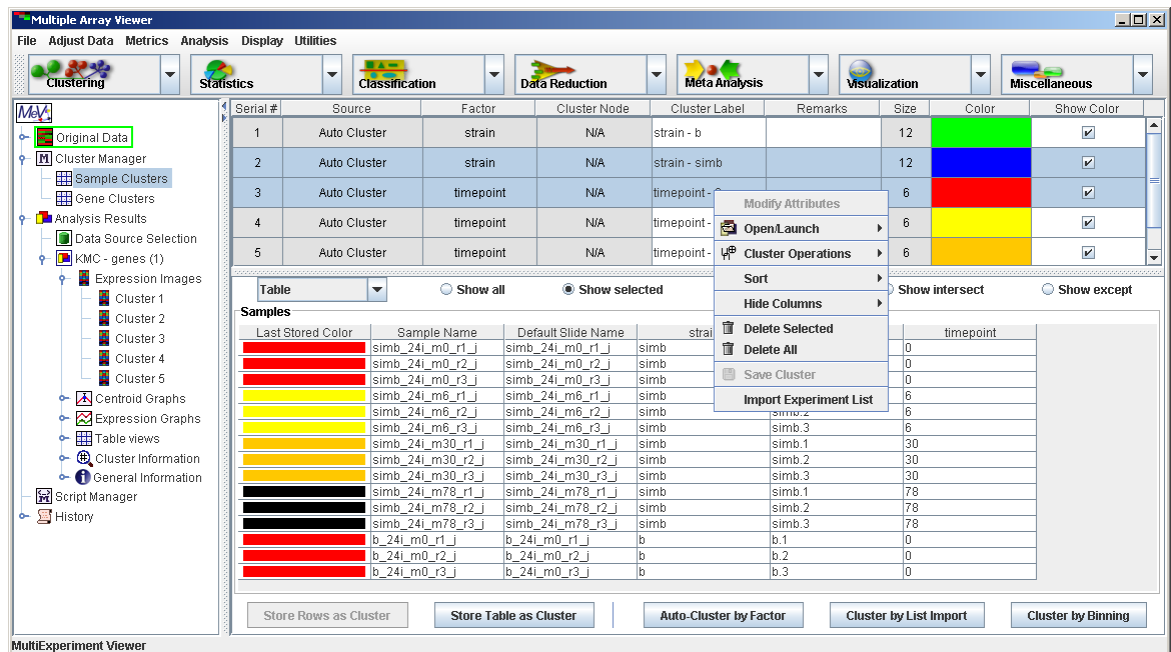 Multiple Array Viewer
File Adjust Data Metrics Analysis Display Utilities
Clustering Statistics Classification Data Reduction Meta Analysis Visualization Miscellaneous
MeV
Original Data
Cluster Manager
Sample Clusters
Gene Clusters
Analysis Results
Data Source Selection
KMC - genes (1)
Expression Images
Cluster 1
Cluster 2
Cluster 3
Cluster 4
Cluster 5
Centroid Graphs
Expression Graphs
Table views
Cluster Information
General Information
Script Manager
History
Serial # Source Factor Cluster Node Cluster Label Remarks Size Color Show Color
1 Auto Cluster strain N/A strain - b 12
2 Auto Cluster strain N/A strain - simb 12
3 Auto Cluster timepoint N/A timepoint - 6
4 Auto Cluster timepoint N/A timepoint - 6
5 Auto Cluster timepoint N/A timepoint - 6
Modify Attributes
Open/Launch
Cluster Operations
Sort
Hide Columns
Delete Selected
Delete All
Save Cluster
Import Experiment List
Table Show all Show selected Show intersect Show except
Samples
Last Stored Color Sample Name Default Slide Name strai timepoint
simb_24i_m0_r1_j simb_24i_m0_r1_j simb 0
simb_24i_m0_r2_j simb_24i_m0_r2_j simb 0
simb_24i_m0_r3_j simb_24i_m0_r3_j simb 0
simb_24i_m6_r1_j simb_24i_m6_r1_j simb 6
simb_24i_m6_r2_j simb_24i_m6_r2_j simb simb.2 6
simb_24i_m6_r3_j simb_24i_m6_r3_j simb simb.3 6
simb_24i_m30_r1_j simb_24i_m30_r1_j simb simb.1 30
simb_24i_m30_r2_j simb_24i_m30_r2_j simb simb.2 30
simb_24i_m30_r3_j simb_24i_m30_r3_j simb simb.3 30
simb_24i_m78_r1_j simb_24i_m78_r1_j simb simb.1 78
simb_24i_m78_r2_j simb_24i_m78_r2_j simb simb.2 78
simb_24i_m78_r3_j simb_24i_m78_r3_j simb simb.3 78
b_24i_m0_r1_j b_24i_m0_r1_j b b.1 0
b_24i_m0_r2_j b_24i_m0_r2_j b b.2 0
b_24i_m0_r3_j b_24i_m0_r3_j b b.3 0
Store Rows as Cluster Store Table as Cluster Auto-Cluster by Factor Cluster by List Import Cluster by Binning
MultiExperiment Viewer